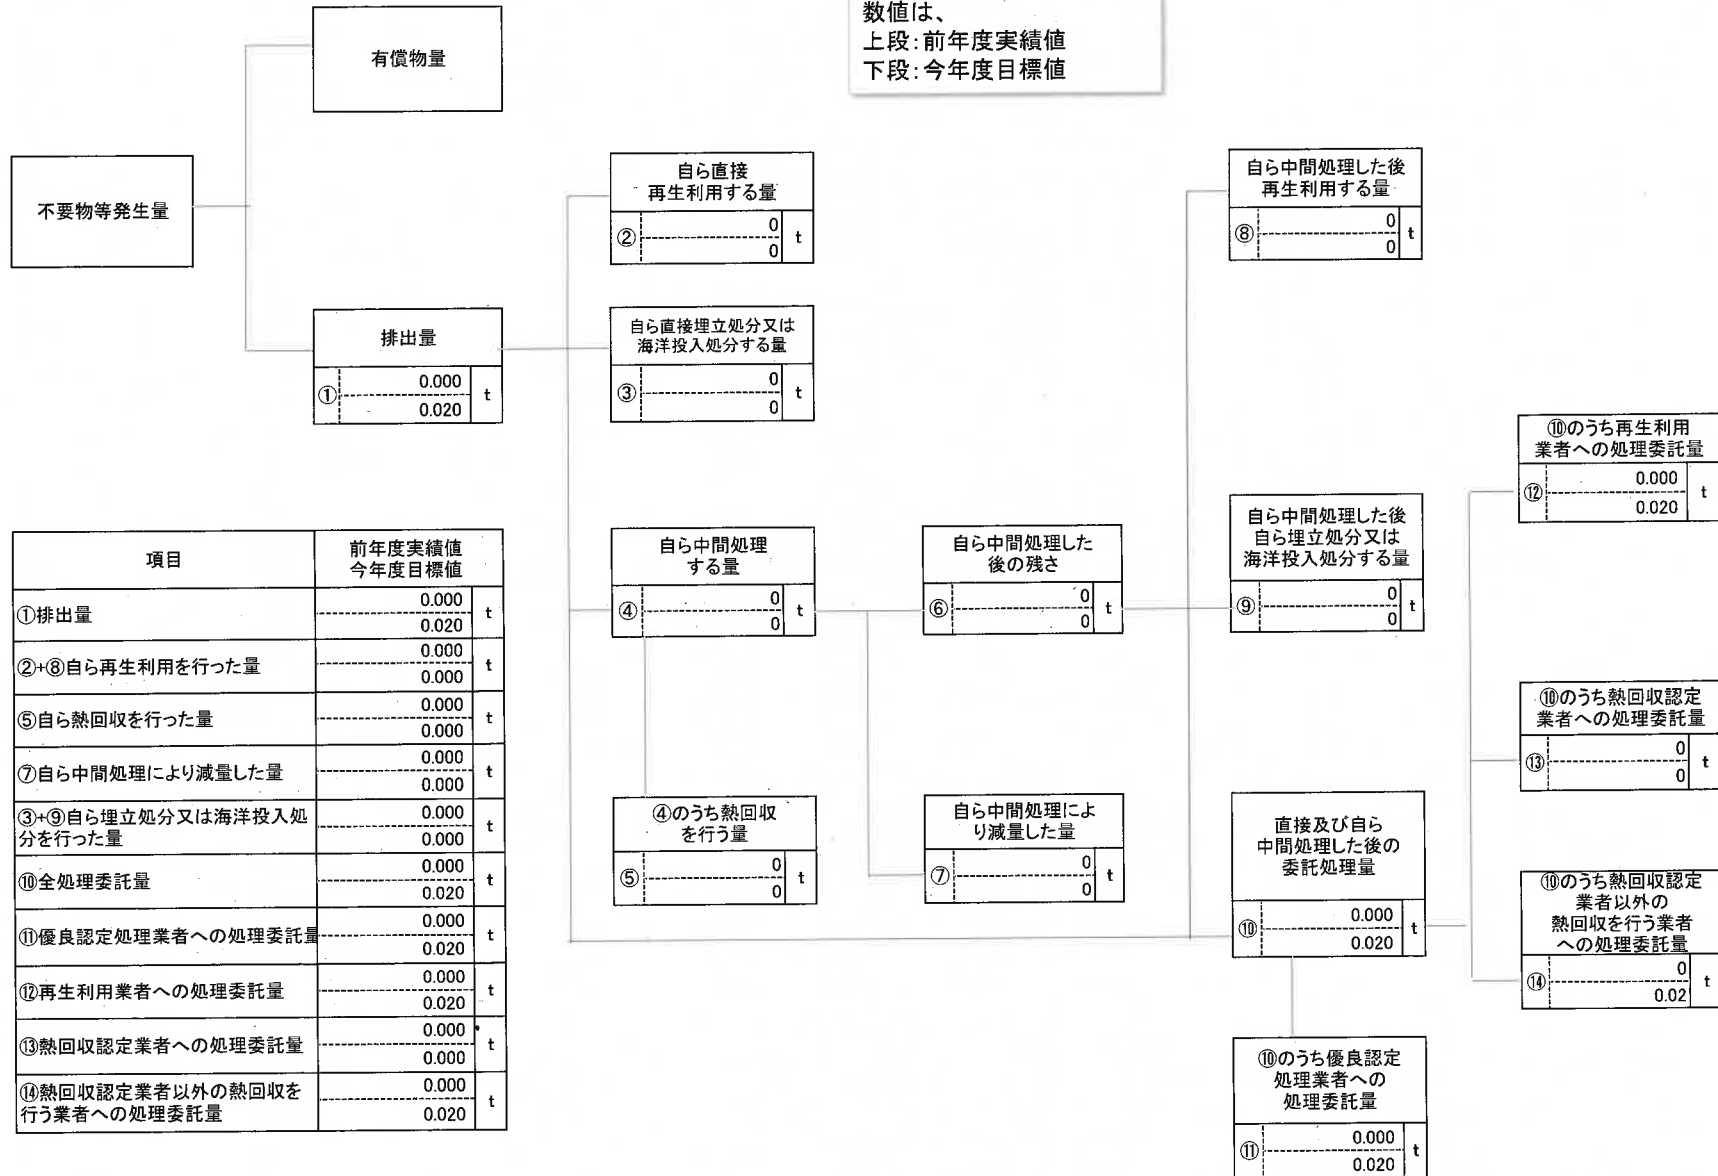 数値は、
上段：前年度実績値
下段：今年度目標値
有償物量
不要物等発生量
排出量
①
0.000
0.020
t
自ら直接
再生利用する量
②
0
0
t
自ら直接埋立処分又は
海洋投入処分する量
③
0
0
t
自ら中間処理
する量
④
0
0
t
④のうち熱回収
を行う量
⑤
0
0
t
自ら中間処理した
後の残さ
⑥
0
0
t
自ら中間処理によ
り減量した量
⑦
0
0
t
自ら中間処理した後
再生利用する量
⑧
0
0
t
自ら中間処理した後
自ら埋立処分又は
海洋投入処分する量
⑨
0
0
t
直接及び自ら
中間処理した後の
委託処理量
⑩
0.000
0.020
t
⑩のうち優良認定
処理業者への
処理委託量
⑪
0.000
0.020
t
⑩のうち再生利用
業者への処理委託量
⑫
0.000
0.020
t
⑩のうち熱回収認定
業者への処理委託量
⑬
0
0
t
⑩のうち熱回収認定
業者以外の
熱回収を行う業者
への処理委託量
⑭
0
0.02
t
項目
前年度実績値
今年度目標値
①排出量
0.000
0.020
t
②+⑧自ら再生利用を行った量
0.000
0.000
t
⑤自ら熱回収を行った量
0.000
0.000
t
⑦自ら中間処理により減量した量
0.000
0.000
t
③+⑨自ら埋立処分又は海洋投入処
分を行った量
0.000
0.000
t
⑩全処理委託量
0.000
0.020
t
⑪優良認定処理業者への処理委託量
0.000
0.020
t
⑫再生利用業者への処理委託量
0.000
0.020
t
⑬熱回収認定業者への処理委託量
0.000
0.000
t
⑭熱回収認定業者以外の熱回収を
行う業者への処理委託量
0.000
0.020
t